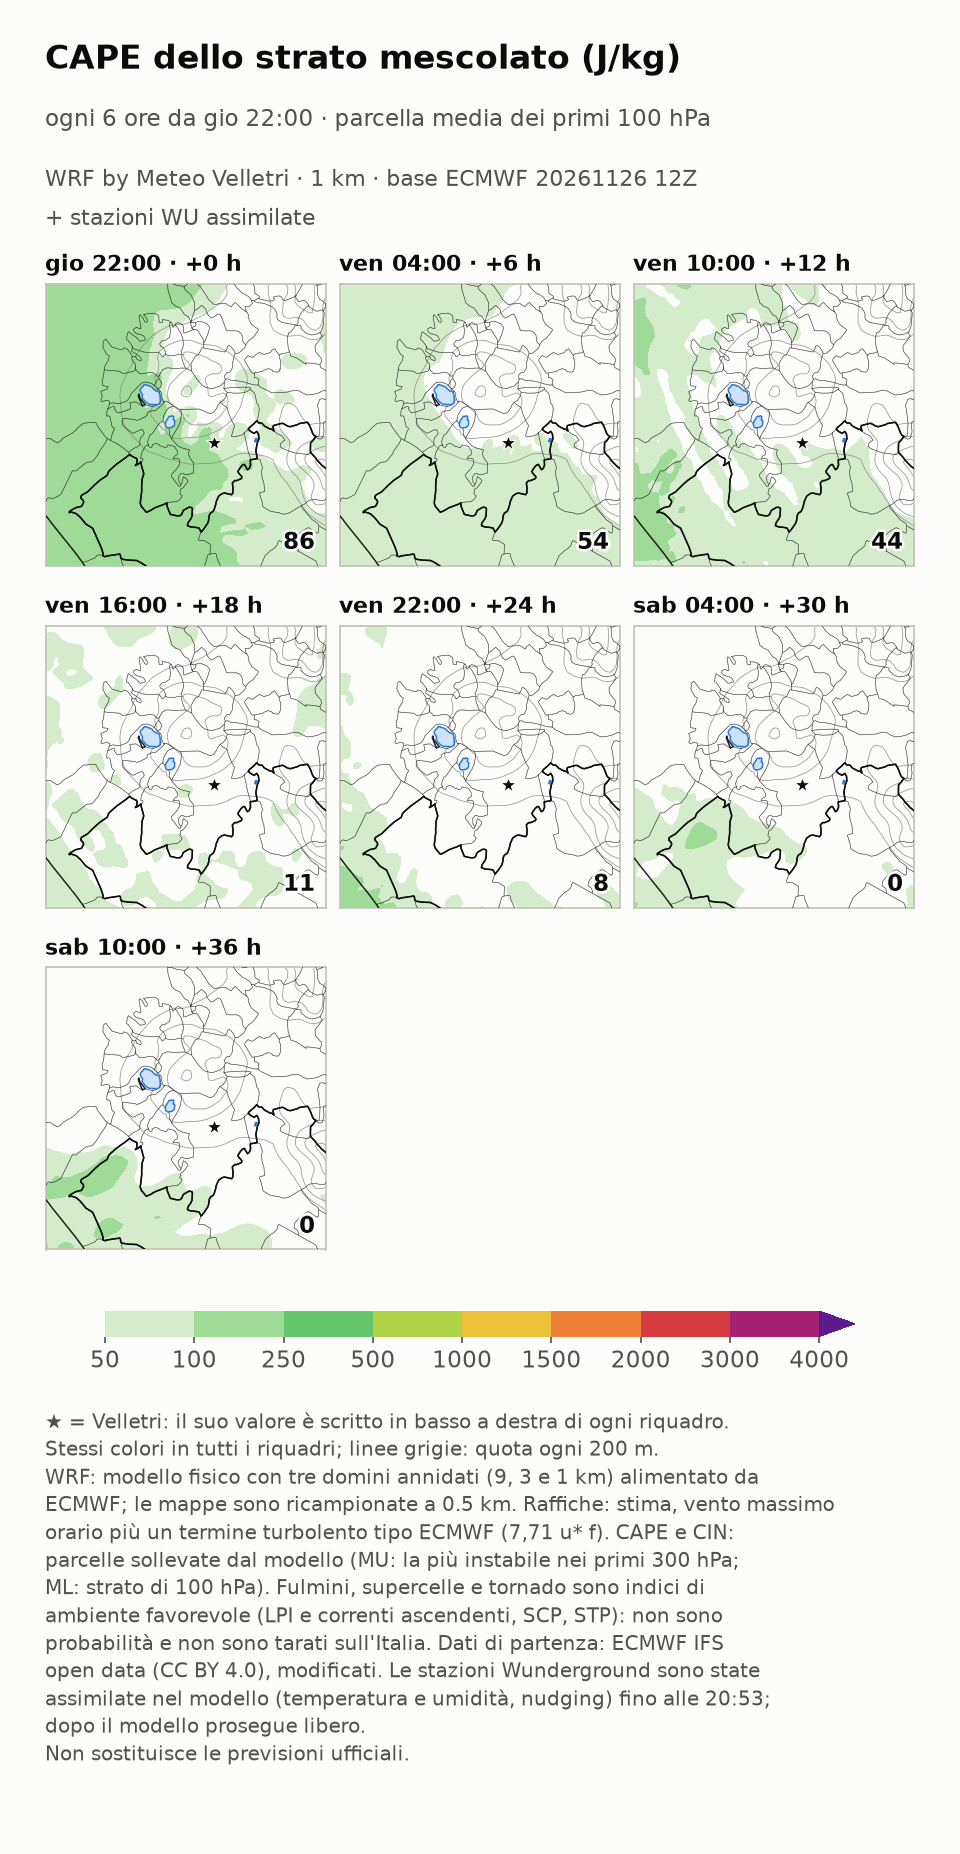 CAPE dello strato mescolato (J/kg)
ogni 6 ore da gio 22:00 · parcella media dei primi 100 hPa
WRF by Meteo Velletri · 1 km · base ECMWF 20261126 12Z
+ stazioni WU assimilate
gio 22:00 · +0 h
ven 04:00 · +6 h
ven 10:00 · +12 h
86
54
44
ven 16:00 · +18 h
ven 22:00 · +24 h
sab 04:00 · +30 h
11
8
0
sab 10:00 · +36 h
0
50 100 250 500 1000 1500 2000 3000 4000
★ = Velletri: il suo valore è scritto in basso a destra di ogni riquadro.
Stessi colori in tutti i riquadri; linee grigie: quota ogni 200 m.
WRF: modello fisico con tre domini annidati (9, 3 e 1 km) alimentato da
ECMWF; le mappe sono ricampionate a 0.5 km. Raffiche: stima, vento massimo
orario più un termine turbolento tipo ECMWF (7,71 u* f). CAPE e CIN:
parcelle sollevate dal modello (MU: la più instabile nei primi 300 hPa;
ML: strato di 100 hPa). Fulmini, supercelle e tornado sono indici di
ambiente favorevole (LPI e correnti ascendenti, SCP, STP): non sono
probabilità e non sono tarati sull'Italia. Dati di partenza: ECMWF IFS
open data (CC BY 4.0), modificati. Le stazioni Wunderground sono state
assimilate nel modello (temperatura e umidità, nudging) fino alle 20:53;
dopo il modello prosegue libero.
Non sostituisce le previsioni ufficiali.